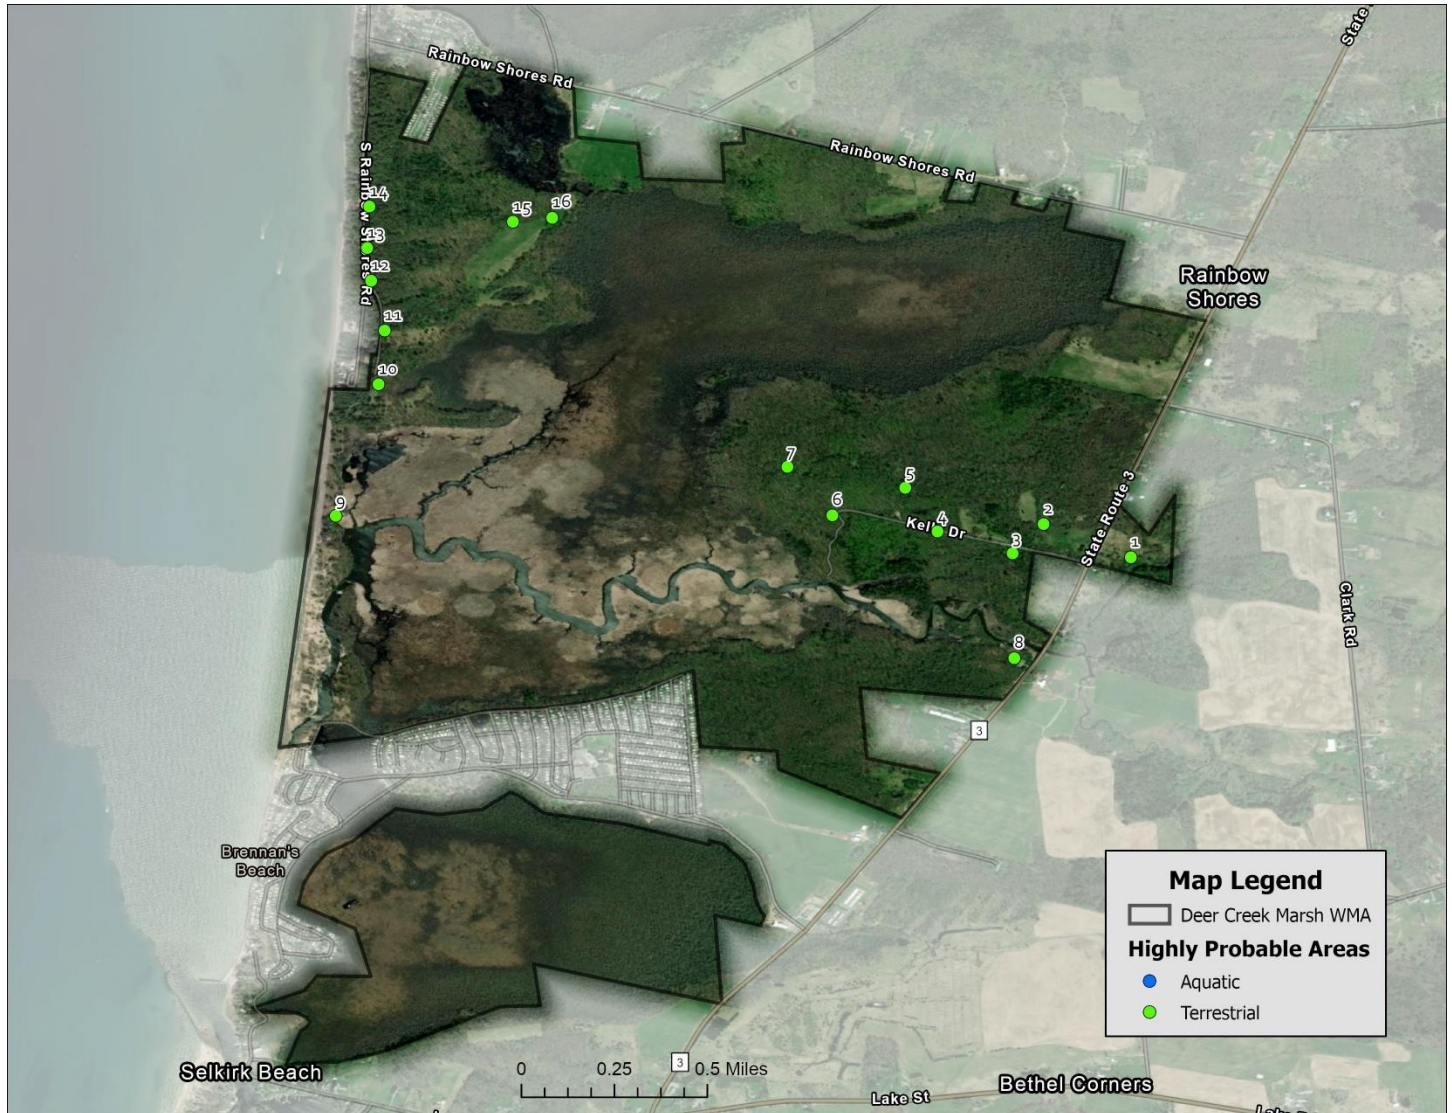 State
Rainbow Shores Rd
Rainbow Shores Rd
S Rainbow Shores Rd
14
13
12
11
10
15
16
Rainbow
Shores
7
5
6
4
Kelly Dr
3
2
1
State Route 3
9
8
Clark Rd
3
Brennan's
Beach
Map Legend
Deer Creek Marsh WMA
Highly Probable Areas
Aquatic
Terrestrial
Selkirk Beach
0 0.25 0.5 Miles
3
Bethel Corners
Lake St